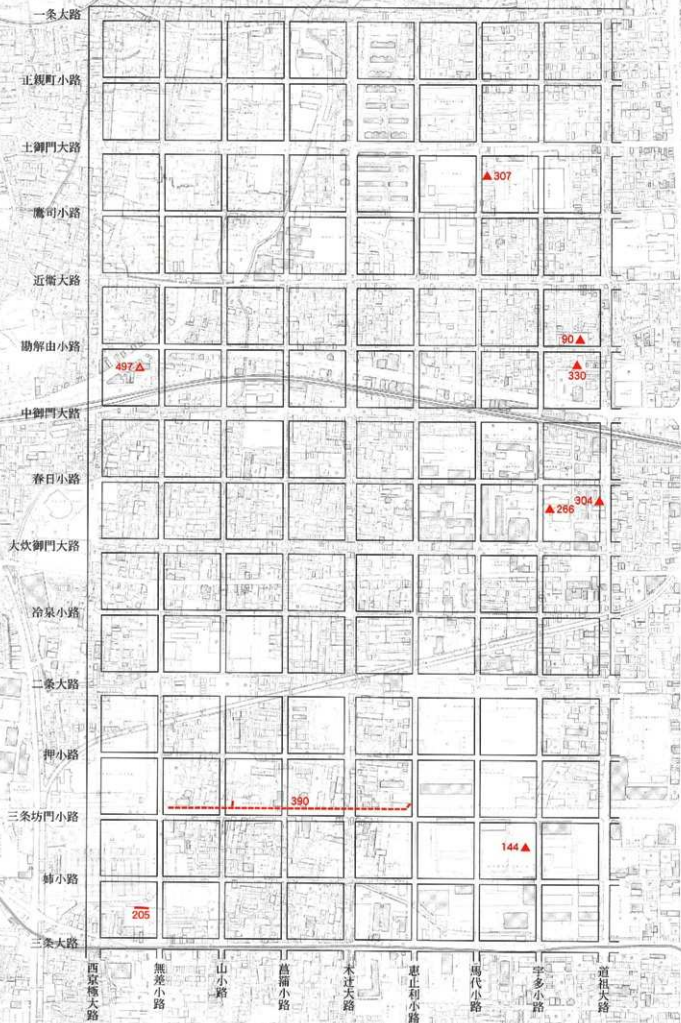 一条大路
正親町小路
土御門大路
▲307
鷹司小路
近衛大路
90▲
勘解由小路
497△
▲
330
中御門大路
春日小路
304▲
▲266
大炊御門大路
冷泉小路
二条大路
押小路
390
三条坊門小路
144▲
姉小路
205
三条大路
西京極大路
無差小路
山小路
菖蒲小路
木辻大路
恵止利小路
馬代小路
宇多小路
道祖大路